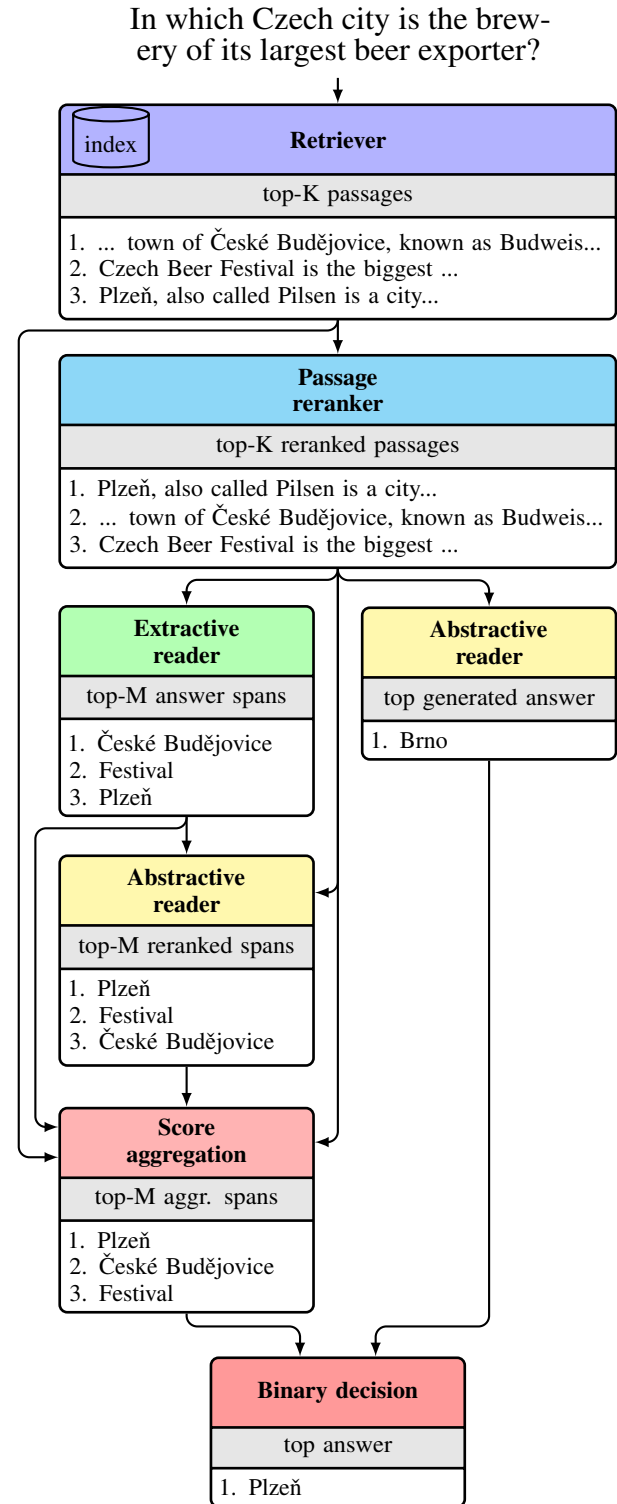 In which Czech city is the brew-
ery of its largest beer exporter?
index
Retriever
top-K passages
1. ... town of České Budějovice, known as Budweis...
2. Czech Beer Festival is the biggest ...
3. Plzeň, also called Pilsen is a city...
Passage
reranker
top-K reranked passages
1. Plzeň, also called Pilsen is a city...
2. ... town of České Budějovice, known as Budweis...
3. Czech Beer Festival is the biggest ...
Extractive
reader
top-M answer spans
1. České Budějovice
2. Festival
3. Plzeň
Abstractive
reader
top generated answer
1. Brno
Abstractive
reader
top-M reranked spans
1. Plzeň
2. Festival
3. České Budějovice
Score
aggregation
top-M aggr. spans
1. Plzeň
2. České Budějovice
3. Festival
Binary decision
top answer
1. Plzeň